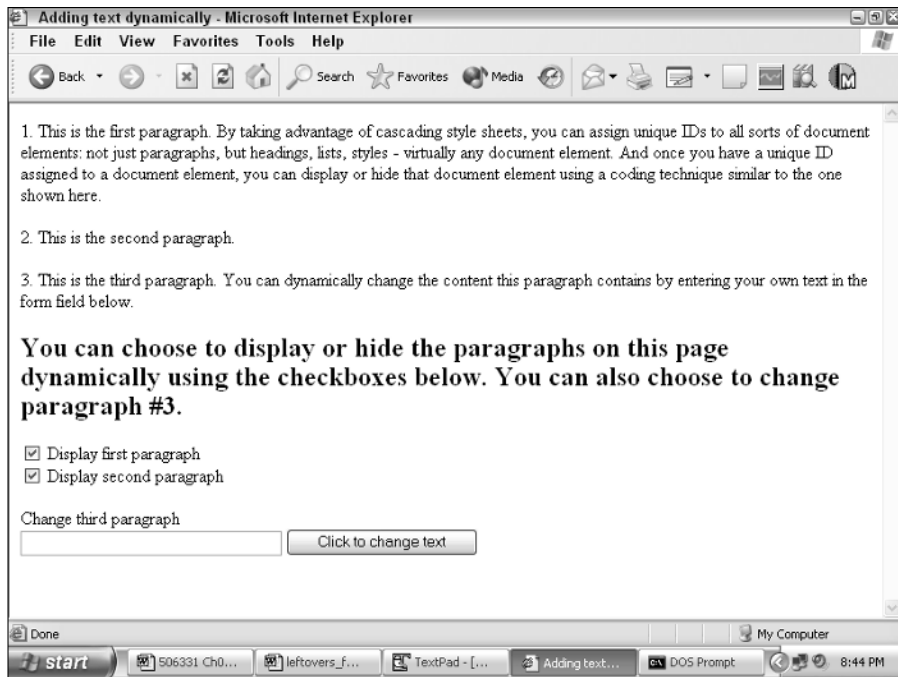 Adding text dynamically - Microsoft Internet Explorer
File Edit View Favorites Tools Help
Back Search Favorites Media
1. This is the first paragraph. By taking advantage of cascading style sheets, you can assign unique IDs to all sorts of document
elements: not just paragraphs, but headings, lists, styles - virtually any document element. And once you have a unique ID
assigned to a document element, you can display or hide that document element using a coding technique similar to the one
shown here.
2. This is the second paragraph.
3. This is the third paragraph. You can dynamically change the content this paragraph contains by entering your own text in the
form field below.
You can choose to display or hide the paragraphs on this page
dynamically using the checkboxes below. You can also choose to change
paragraph #3.
Display first paragraph
Display second paragraph
Change third paragraph
Click to change text
Done My Computer
start 506331 Ch0... leftovers_f... TextPad - [... Adding text... DOS Prompt 8:44 PM